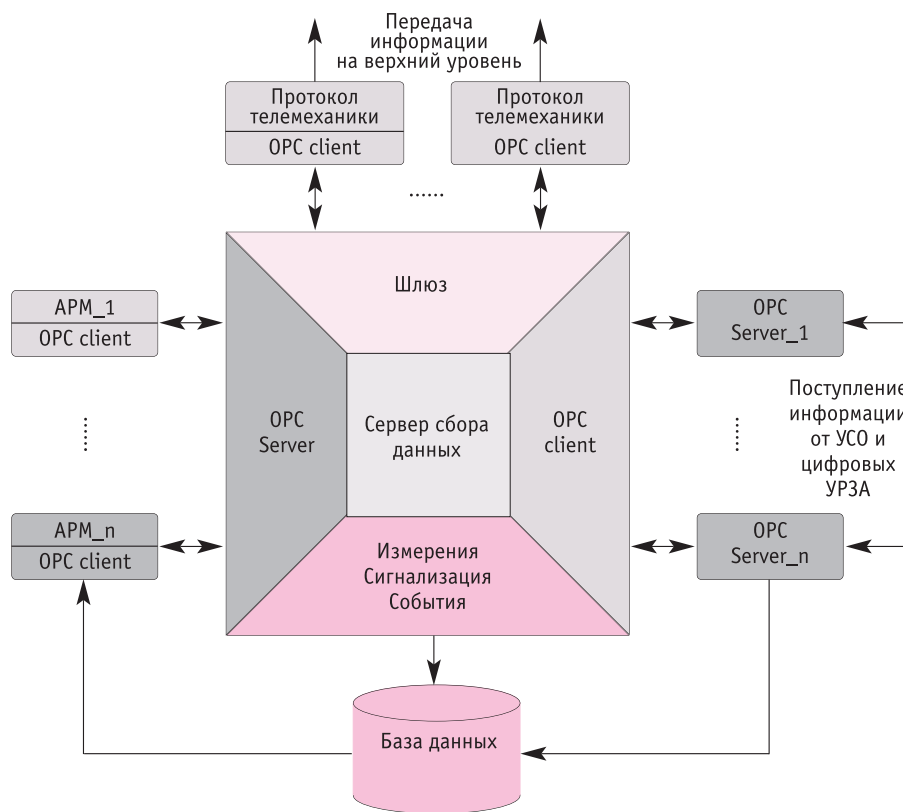 Передача
информации
на верхний уровень
Протокол
телемеханики
OPC client
Протокол
телемеханики
OPC client
......
Шлюз
АРМ_1
OPC client
OPC
Server_1
OPC
Server
Сервер сбора
данных
OPC
client
Поступление
информации
от УСО и
цифровых
УРЗА
......
......
АРМ_n
OPC client
Измерения
Сигнализация
События
OPC
Server_n
База данных